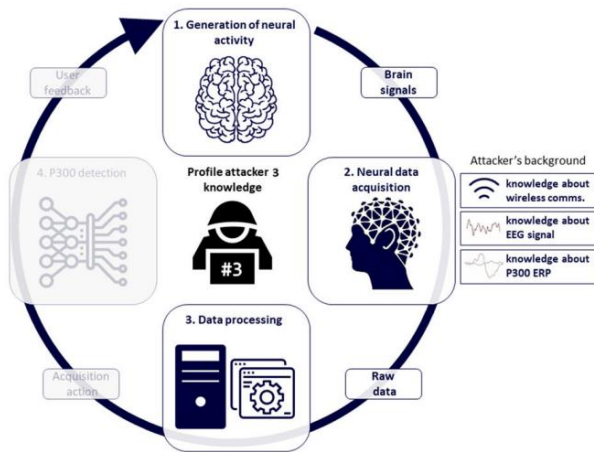 1. Generation of neural
activity
User
feedback
Brain
signals
4. P300 detection
Profile attacker 3
knowledge
#3
2. Neural data
acquisition
Attacker's background
knowledge about
wireless comms.
knowledge about
EEG signal
knowledge about
P300 ERP
3. Data processing
Acquisition
action
Raw
data